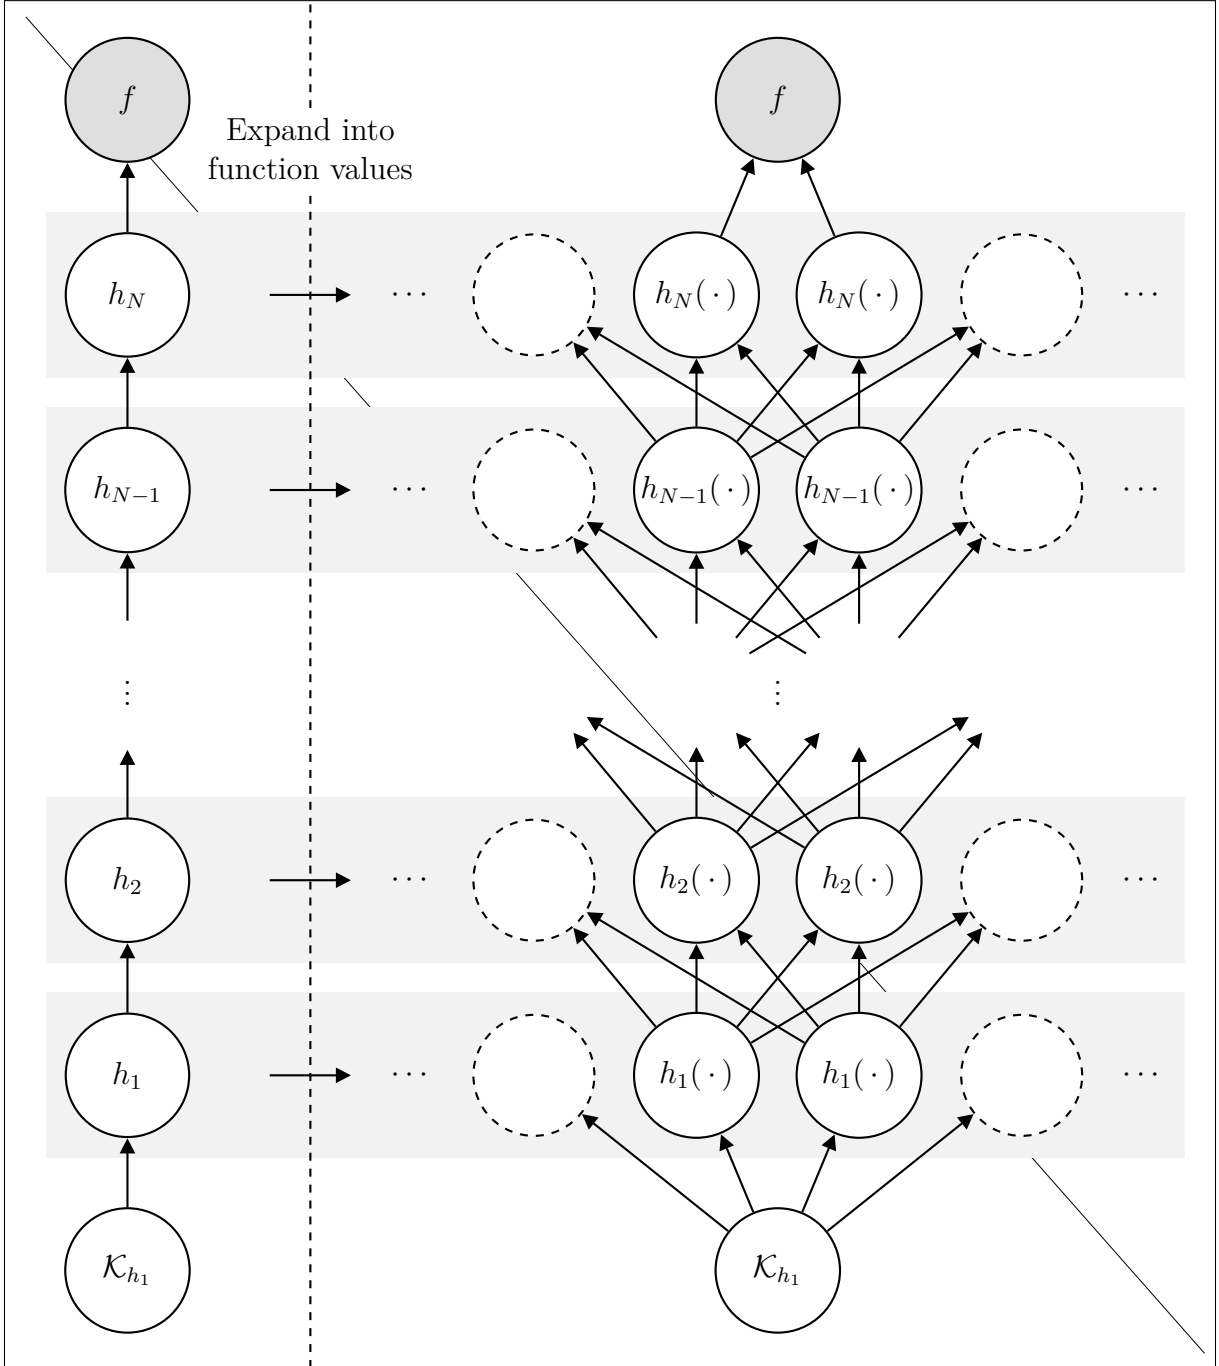 f f
Expand into
function values
h_N ⋯ h_N(·) h_N(·) ⋯
h_{N−1} ⋯ h_{N−1}(·) h_{N−1}(·) ⋯
⋮ ⋮
h_2 ⋯ h_2(·) h_2(·) ⋯
h_1 ⋯ h_1(·) h_1(·) ⋯
𝒦_{h_1} 𝒦_{h_1}